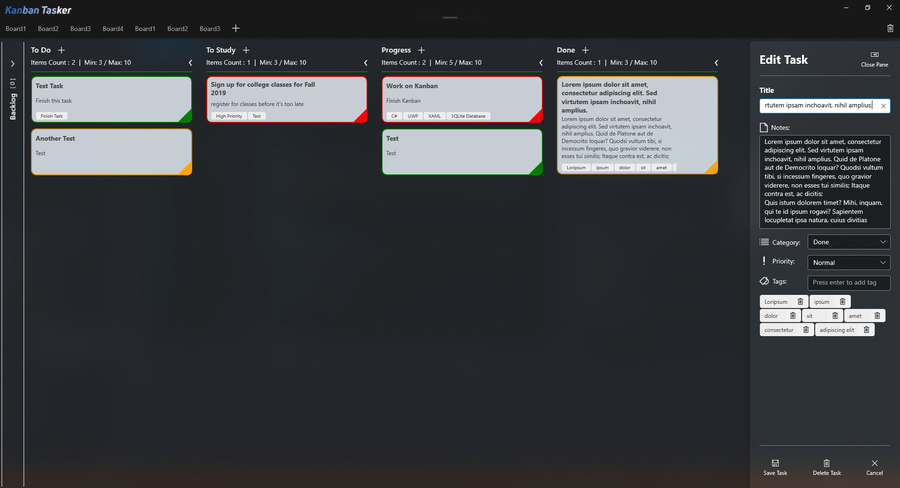 Kanban Tasker
Board1 Board2 Board3 Board4 Board1 Board2 Board3
Backlog [ 0 ]
To Do
Items Count : 2 | Min: 3 / Max: 10
Test Task
Finish this task
Finish Task
Another Test
Test
To Study
Items Count : 1 | Min: 3 / Max: 10
Sign up for college classes for Fall
2019
register for classes before it's too late
High Priority Test
Progress
Items Count : 2 | Min: 5 / Max: 10
Work on Kanban
Finish Kanban
C# UWP XAML SQLite Database
Test
Test
Done
Items Count : 1 | Min: 3 / Max: 10
Lorem ipsum dolor sit amet,
consectetur adipiscing elit. Sed
virtutem ipsam inchoavit, nihil
amplius.
Lorem ipsum dolor sit amet, consectetur
adipiscing elit. Sed virtutem ipsam inchoavit,
nihil amplius. Quid de Platone aut de
Democrito loquar? Quodsi vultum tibi, si
incessum fingeres, quo gravior viderere, non
esses tui similis; Itaque contra est, ac dicitis;
Loripsum ipsum dolor sit amet
Edit Task
Close Pane
Title
rtutem ipsam inchoavit, nihil amplius
Notes:
Lorem ipsum dolor sit amet, consectetur
adipiscing elit. Sed virtutem ipsam
inchoavit, nihil amplius. Quid de Platone
aut de Democrito loquar? Quodsi vultum
tibi, si incessum fingeres, quo gravior
viderere, non esses tui similis; Itaque
contra est, ac dicitis;
Quis istum dolorem timet? Mihi, inquam,
qui te id ipsum rogavi? Sapientem
locupletat ipsa natura, cuius divitias
Category: Done
Priority: Normal
Tags: Press enter to add tag
Loripsum ipsum
dolor sit amet
consectetur adipiscing elit
Save Task Delete Task Cancel